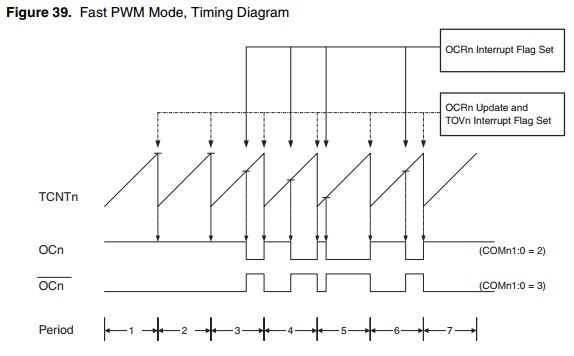 Figure 39. Fast PWM Mode, Timing Diagram
OCRn Interrupt Flag Set
OCRn Update and
TOVn Interrupt Flag Set
TCNTn
OCn
(COMn1:0 = 2)
OCn
(COMn1:0 = 3)
Period
1
2
3
4
5
6
7